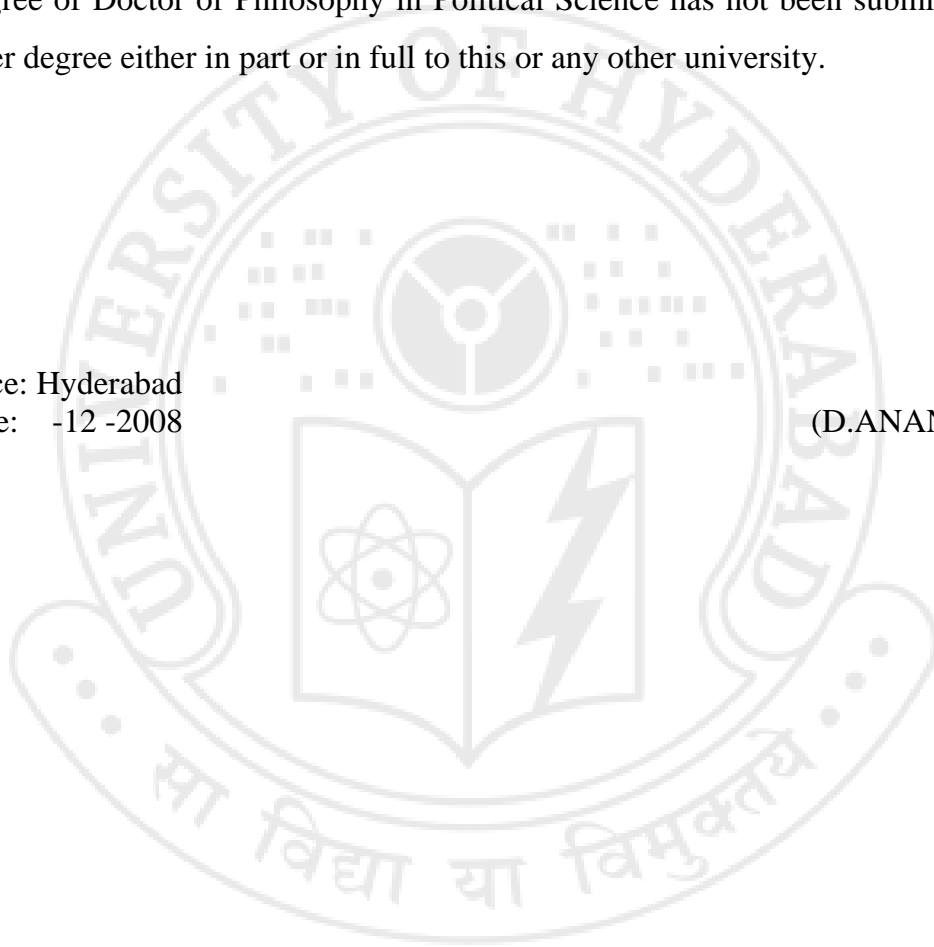 gree of Doctor of Philosophy in Political Science has not been submi
er degree either in part or in full to this or any other university.
UNIVERSITY OF HYDERABAD
ce: Hyderabad
e: -12 -2008 (D.ANAN
सा विद्या या विमुक्तये